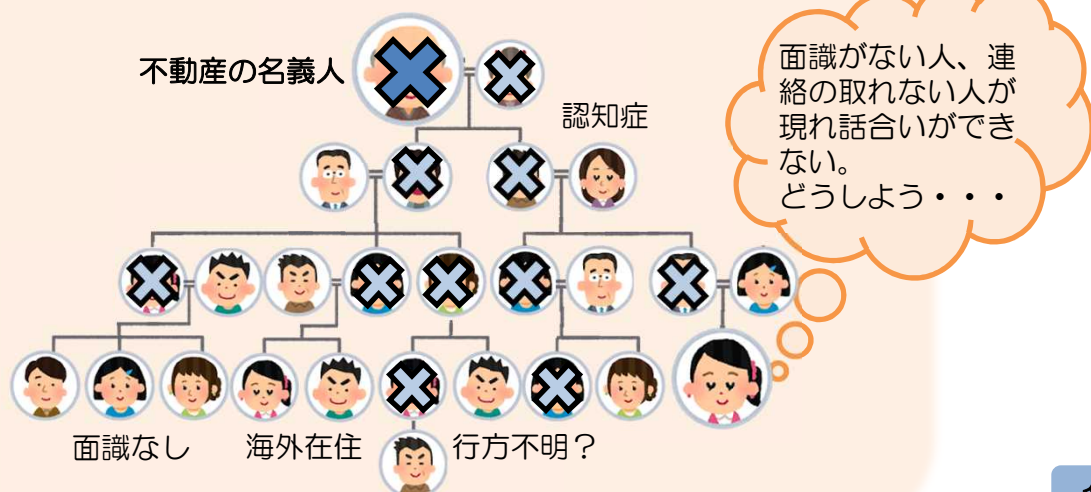 不動産の名義人
認知症
面識がない人、連
絡の取れない人が
現れ話合いができ
ない。
どうしよう・・・
面識なし
海外在住
行方不明？